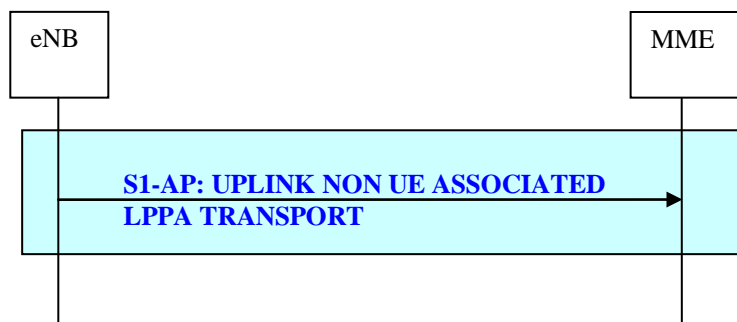 eNB
MME
S1-AP: UPLINK NON UE ASSOCIATED
LPPA TRANSPORT